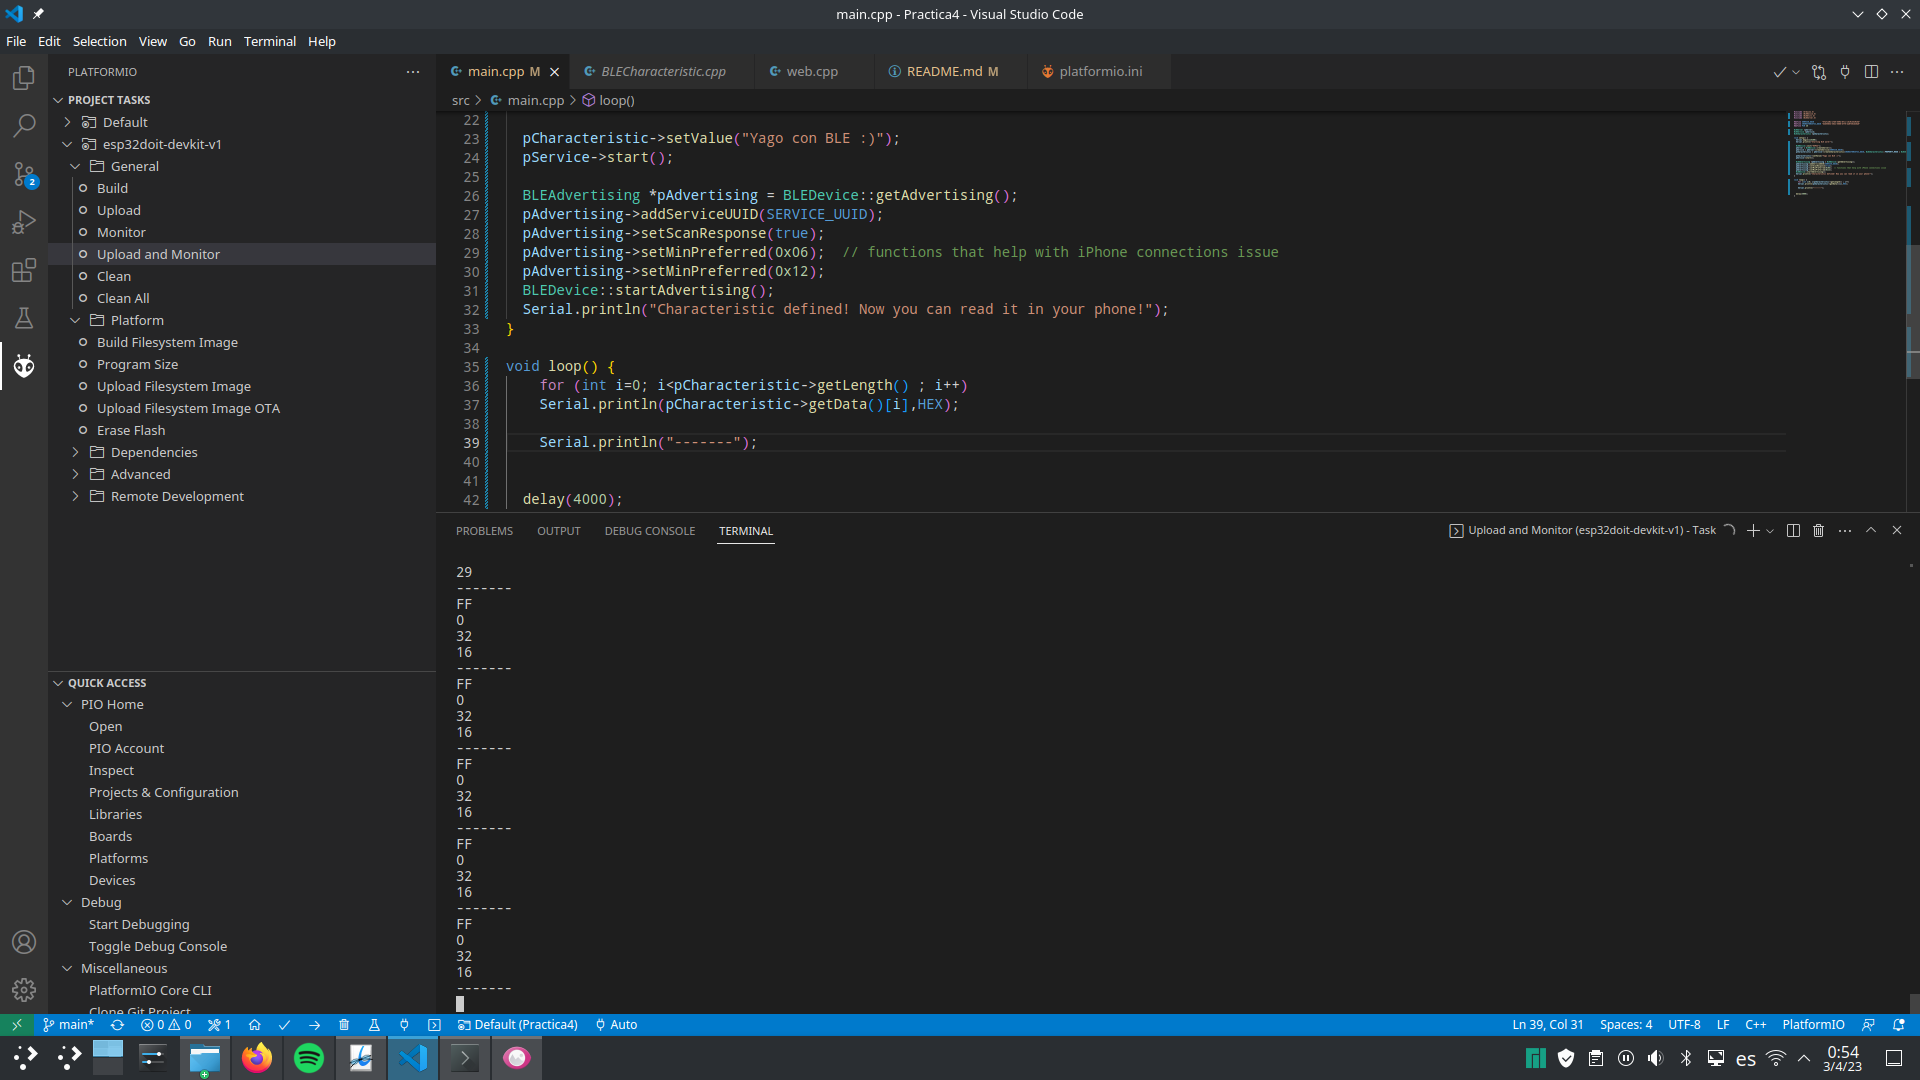 main.cpp - Practica4 - Visual Studio Code
File Edit Selection View Go Run Terminal Help
PLATFORMIO
PROJECT TASKS
Default
esp32doit-devkit-v1
General
Build
Upload
Monitor
Upload and Monitor
Clean
Clean All
Platform
Build Filesystem Image
Program Size
Upload Filesystem Image
Upload Filesystem Image OTA
Erase Flash
Dependencies
Advanced
Remote Development
QUICK ACCESS
PIO Home
Open
PIO Account
Inspect
Projects & Configuration
Libraries
Boards
Platforms
Devices
Debug
Start Debugging
Toggle Debug Console
Miscellaneous
PlatformIO Core CLI
Clone Git Project
2
main.cpp M BLECharacteristic.cpp web.cpp README.md M platformio.ini
src > main.cpp > loop()
22
23 pCharacteristic->setValue("Yago con BLE :)");
24 pService->start();
25
26 BLEAdvertising *pAdvertising = BLEDevice::getAdvertising();
27 pAdvertising->addServiceUUID(SERVICE_UUID);
28 pAdvertising->setScanResponse(true);
29 pAdvertising->setMinPreferred(0x06);  // functions that help with iPhone connections issue
30 pAdvertising->setMinPreferred(0x12);
31 BLEDevice::startAdvertising();
32 Serial.println("Characteristic defined! Now you can read it in your phone!");
33 }
34
35 void loop() {
36 for (int i=0; i<pCharacteristic->getLength() ; i++)
37 Serial.println(pCharacteristic->getData()[i],HEX);
38
39 Serial.println("-------");
40
41
42 delay(4000);
PROBLEMS OUTPUT DEBUG CONSOLE TERMINAL
Upload and Monitor (esp32doit-devkit-v1) - Task
29
-------
FF
0
32
16
-------
FF
0
32
16
-------
FF
0
32
16
-------
FF
0
32
16
-------
FF
0
32
16
-------
main* 0 0 1 Default (Practica4) Auto
Ln 39, Col 31 Spaces: 4 UTF-8 LF C++ PlatformIO
es
0:54
3/4/23